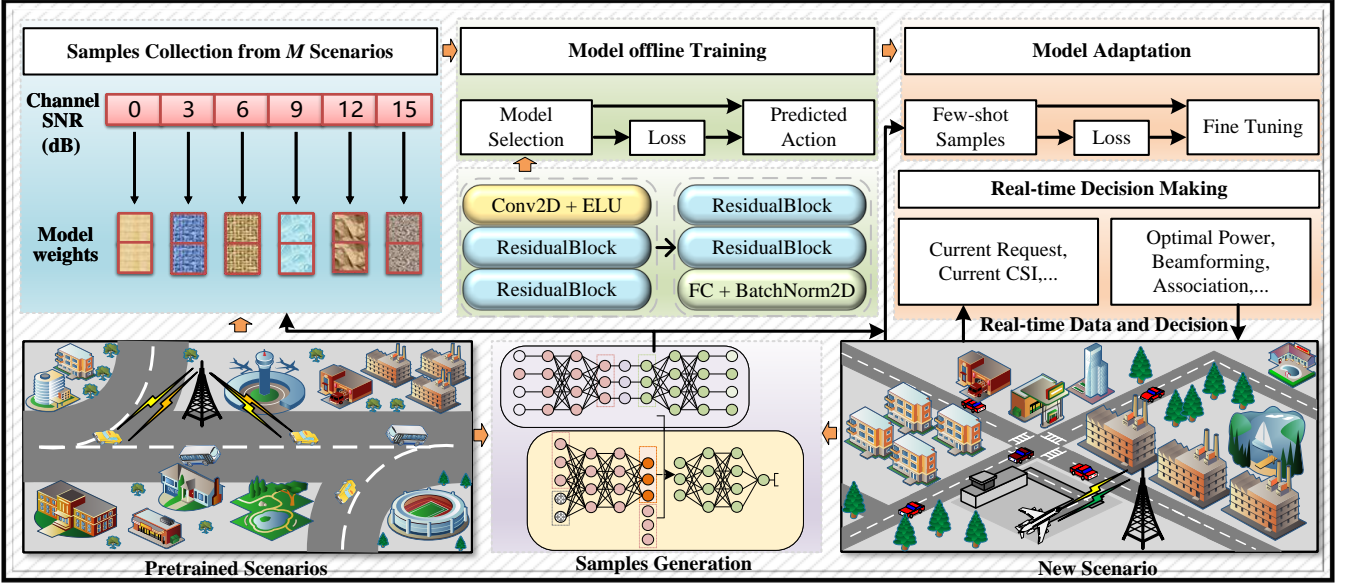 Samples Collection from M Scenarios
Channel
SNR
(dB)
0 3 6 9 12 15
Model
weights
Model offline Training
Model
Selection
Loss
Predicted
Action
Conv2D + ELU
ResidualBlock
ResidualBlock
ResidualBlock
ResidualBlock
FC + BatchNorm2D
Model Adaptation
Few-shot
Samples
Loss
Fine Tuning
Real-time Decision Making
Current Request,
Current CSI,...
Optimal Power,
Beamforming,
Association,...
Real-time Data and Decision
Pretrained Scenarios
Samples Generation
New Scenario